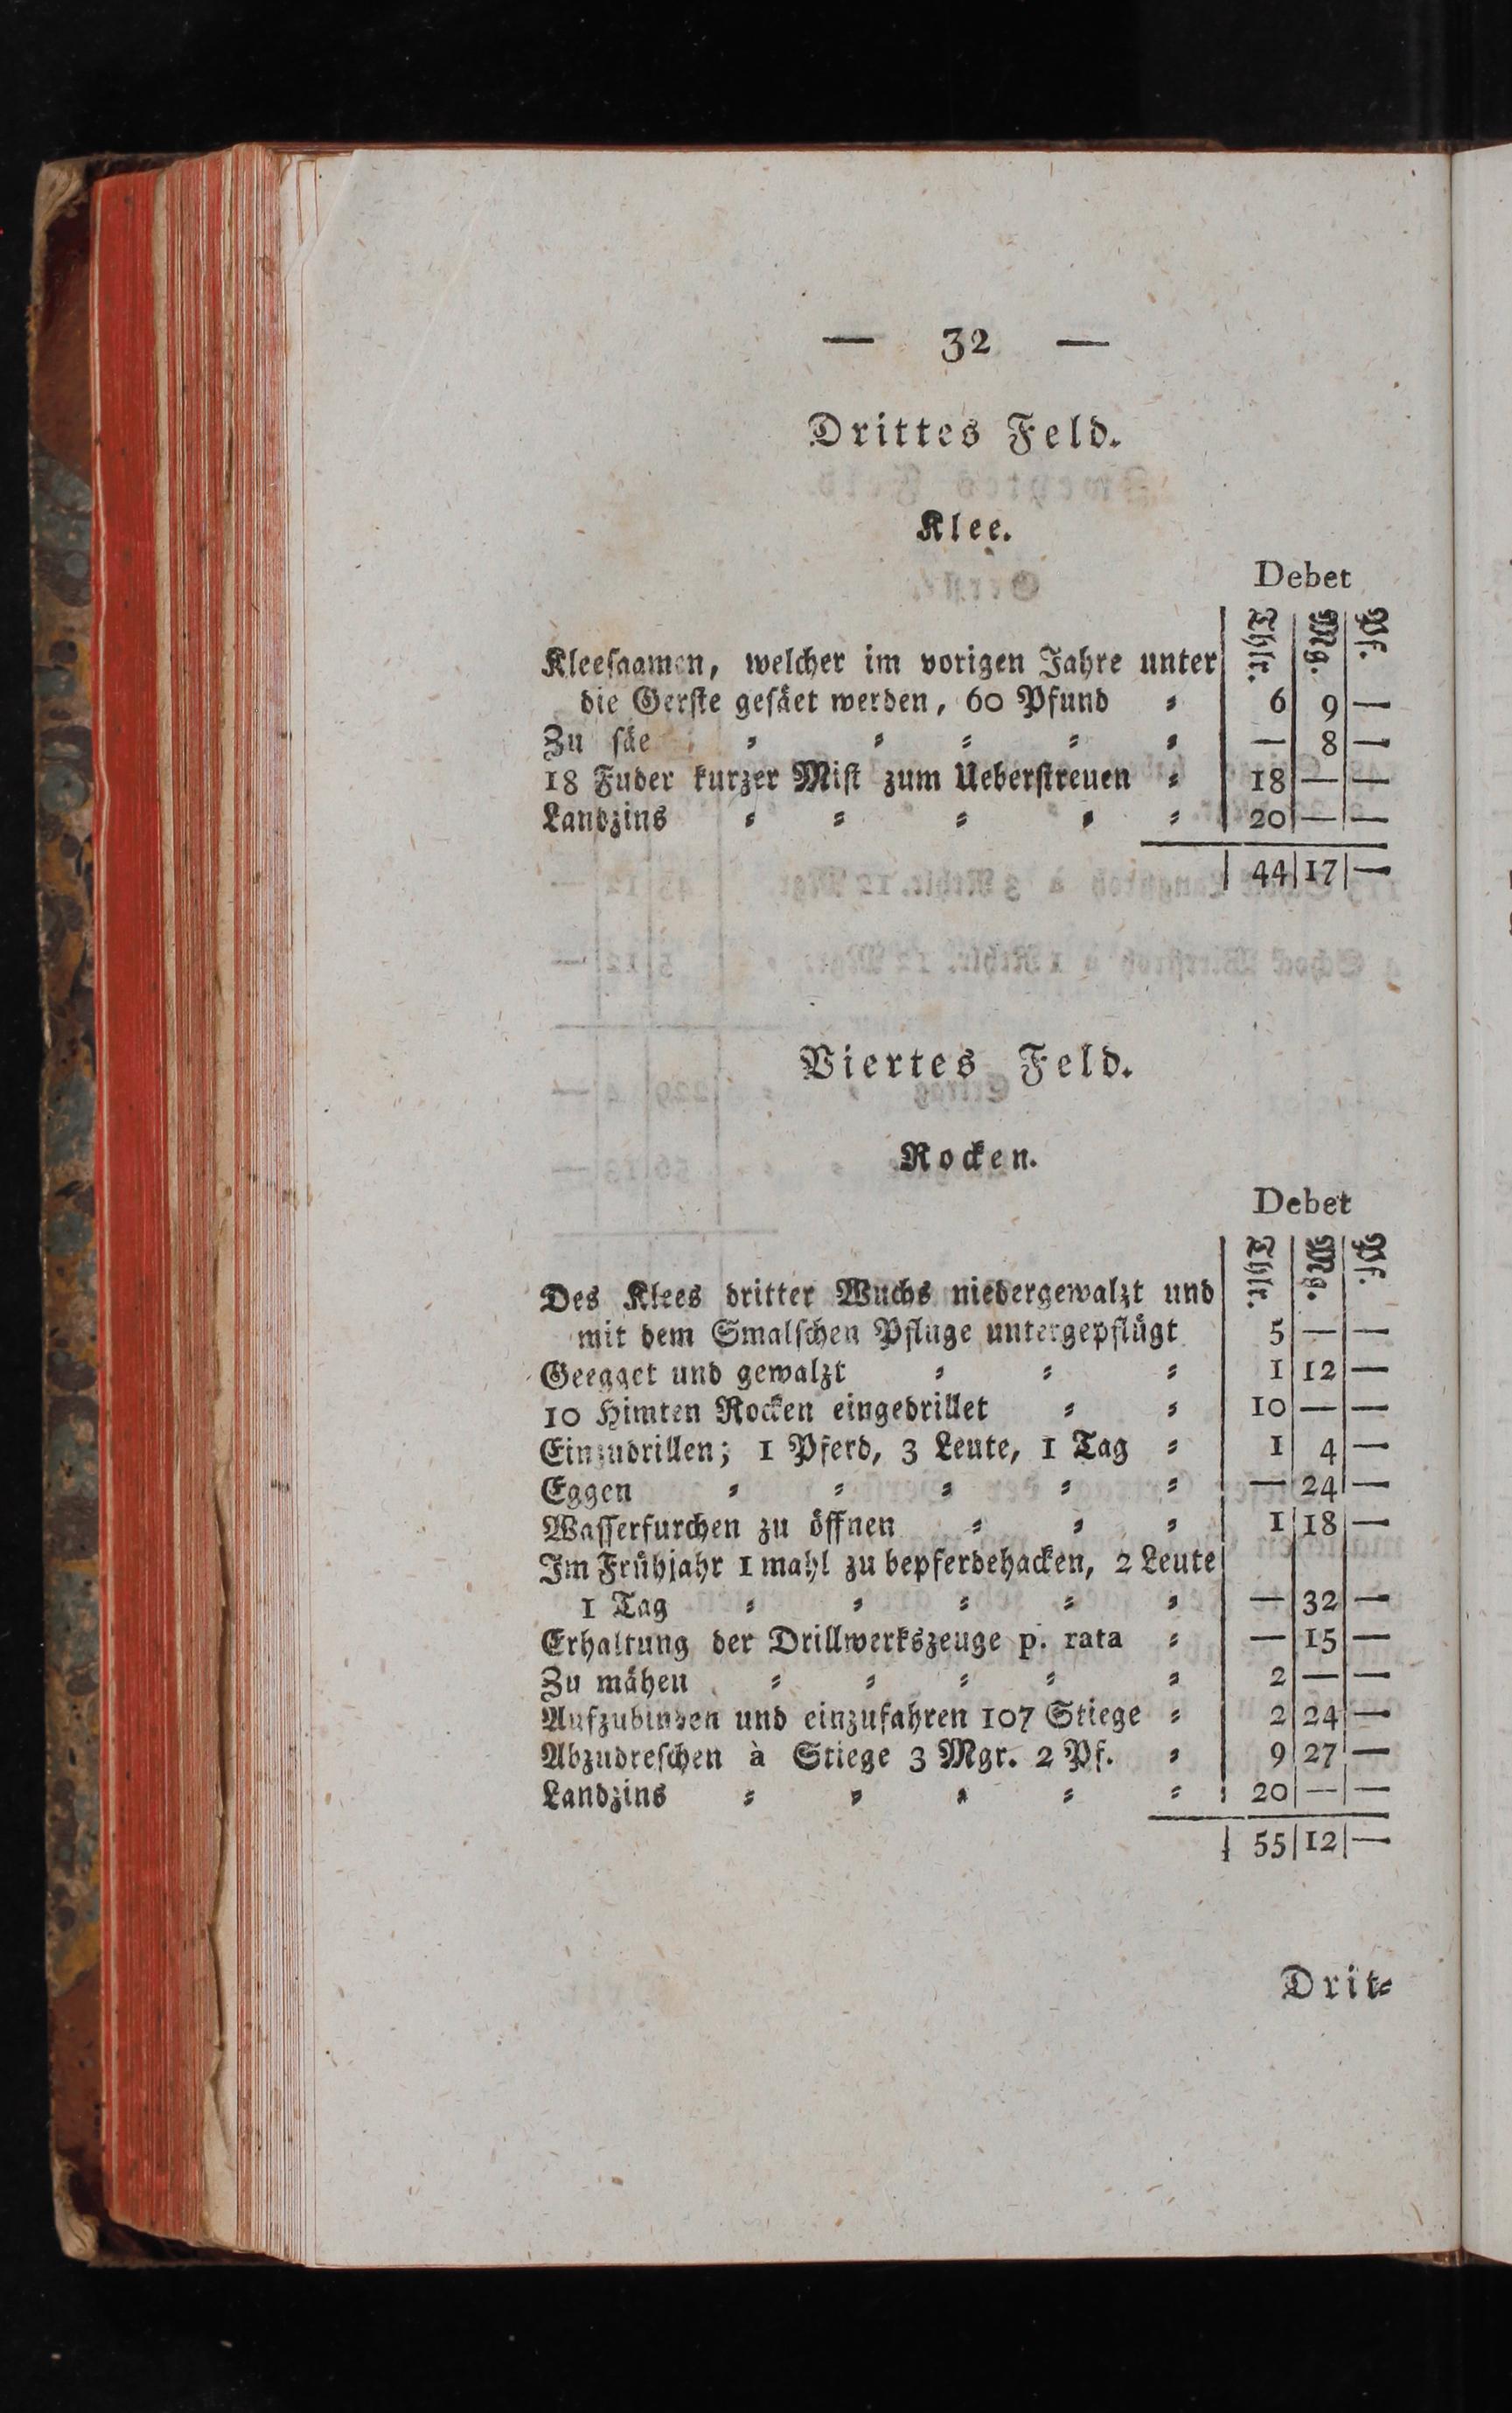 — 32 —
Drittes Feld.
Klee.
Debet
Thlr. Mg. Pf.
Kleesaamen, welcher im vorigen Jahre unter
die Gerste gesäet werden, 60 Pfund = 6 9 —
Zu säe = = = = = — 8 —
18 Fuder kurzer Mist zum Ueberstreuen = 18 — —
Landzins = = = = = 20 — —
44 17 —
Viertes Feld.
Rocken.
Debet
Thlr. Mg. Pf.
Des Klees dritter Wuchs niedergewalzt und
mit dem Smalschen Pfluge untergepflügt 5 — —
Geegget und gewalzt = = = 1 12 —
10 Himten Rocken eingedrillet = = 10 — —
Einzudrillen; 1 Pferd, 3 Leute, 1 Tag = 1 4 —
Eggen = = = = = — 24 —
Wasserfurchen zu öffnen = = = 1 18 —
Im Frühjahr 1 mahl zu bepferdehacken, 2 Leute
1 Tag = = = = = — 32 —
Erhaltung der Drillwerkszeuge p. rata = — 15 —
Zu mähen = = = = = 2 — —
Aufzubinden und einzufahren 107 Stiege = 2 24 —
Abzudreschen à Stiege 3 Mgr. 2 Pf. = 9 27 —
Landzins = = = = = 20 — —
55 12 —
Drit=